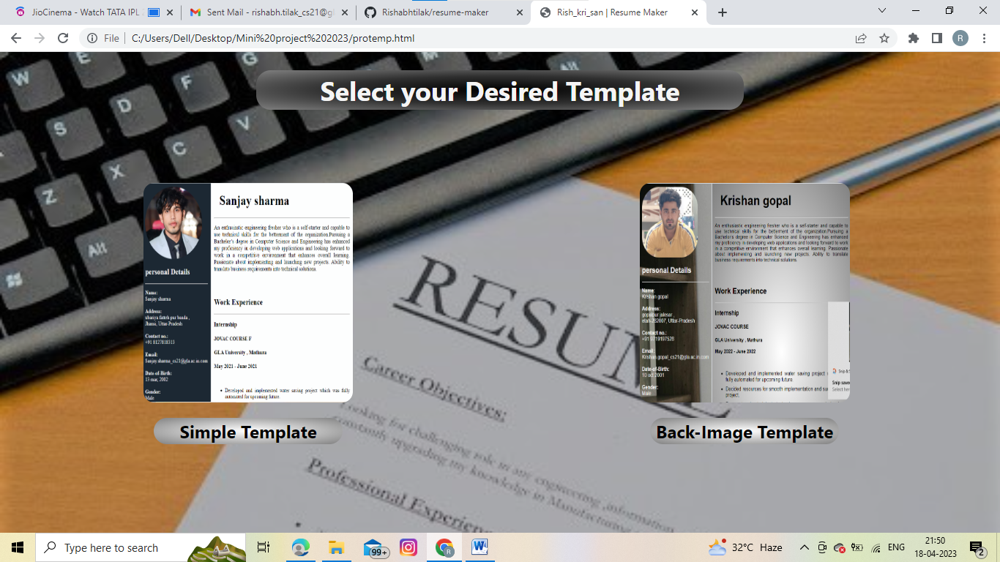 JioCinema - Watch TATA IPL
Sent Mail - rishabh.tilak_cs21@gl
Rishabhtilak/resume-maker
Rish_kri_san | Resume Maker
File
C:/Users/Dell/Desktop/Mini%20project%202023/protemp.html
R
Select your Desired Template
W
E
F
G
S
D
C
V
Z
X
Alt
All
Sanjay sharma
An enthusiastic engineering fresher who is a self-starter and capable to
use technical skills for the betterment of the organization.Pursuing a
Bachelor's degree in Computer Science and Engineering has enhanced
my proficiency in developing web applications and looking forward to
work in a competitive environment that enhances overall learning.
Passionate about implementing and launching new projects. Ability to
translate business requirements into technical solutions.
personal Details
Name:
Sanjay sharma
Address:
Jhansi, Uttar-Pradesh
Contact no.:
+91 8127818313
Email:
Sanjay.sharma_cs21@gla.ac.in.com
Date-of-Birth:
13 mar, 2002
Gender:
Male
Work Experience
Internship
JOVAC COURSE F
GLA University , Mathura
May 2021 - June 2021
• Developed and implemented water saving project which was fully
automated for upcoming future.
Simple Template
Krishan gopal
An enthusiastic engineering fresher who is a self-starter and capable to
use technical skills for the betterment of the organization.Pursuing a
Bachelor's degree in Computer Science and Engineering has enhanced
my proficiency in developing web applications and looking forward to work
in a competitive environment that enhances overall learning. Passionate
about implementing and launching new projects. Ability to translate
business requirements into technical solutions.
personal Details
Name:
Krishan gopal
Address:
gopalpur jalesar ,
etah-262007, Uttar-Pradesh
Contact no.:
+91 9719197528
Email:
Krishan.gopal_cs21@gla.ac.in.com
Date-of-Birth:
10 oct 2001
Gender:
Male
Work Experience
Internship
JOVAC COURSE
GLA University , Mathura
May 2022 - June 2022
• Developed and implemented water saving project
fully automated for upcoming future.
• Decided resources for smooth implementation and su
project.
Snip &
Snip saved
Select her
Back-Image Template
RESUME
Career Objectives:
Looking for challenging role in any engineering ,information
constantly upgrading my knowledge in Manufacturing
Professional Experien
Type here to search
99+
R
32°C Haze
ENG
21:50
18-04-2023
2